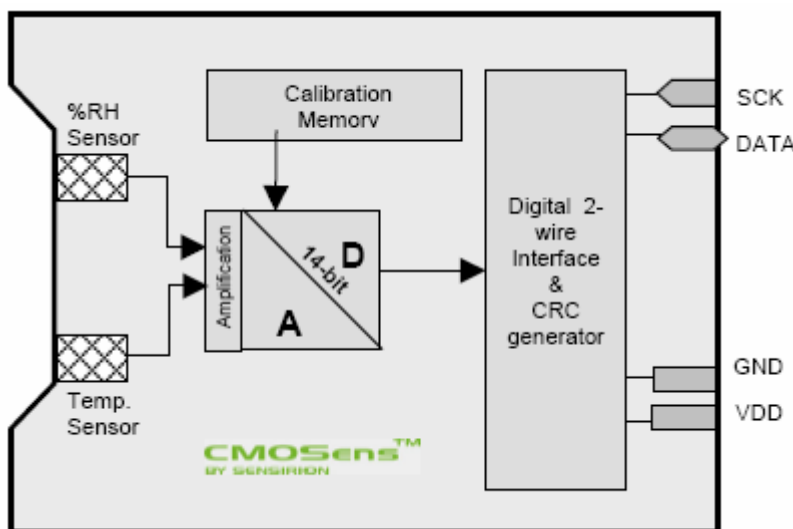 %RH
Sensor
Calibration
Memory
SCK
DATA
Amplification
14-bit
D
A
Digital 2-
wire
Interface
&
CRC
generator
GND
VDD
Temp.
Sensor
CMOSens™
BY SENSIRION